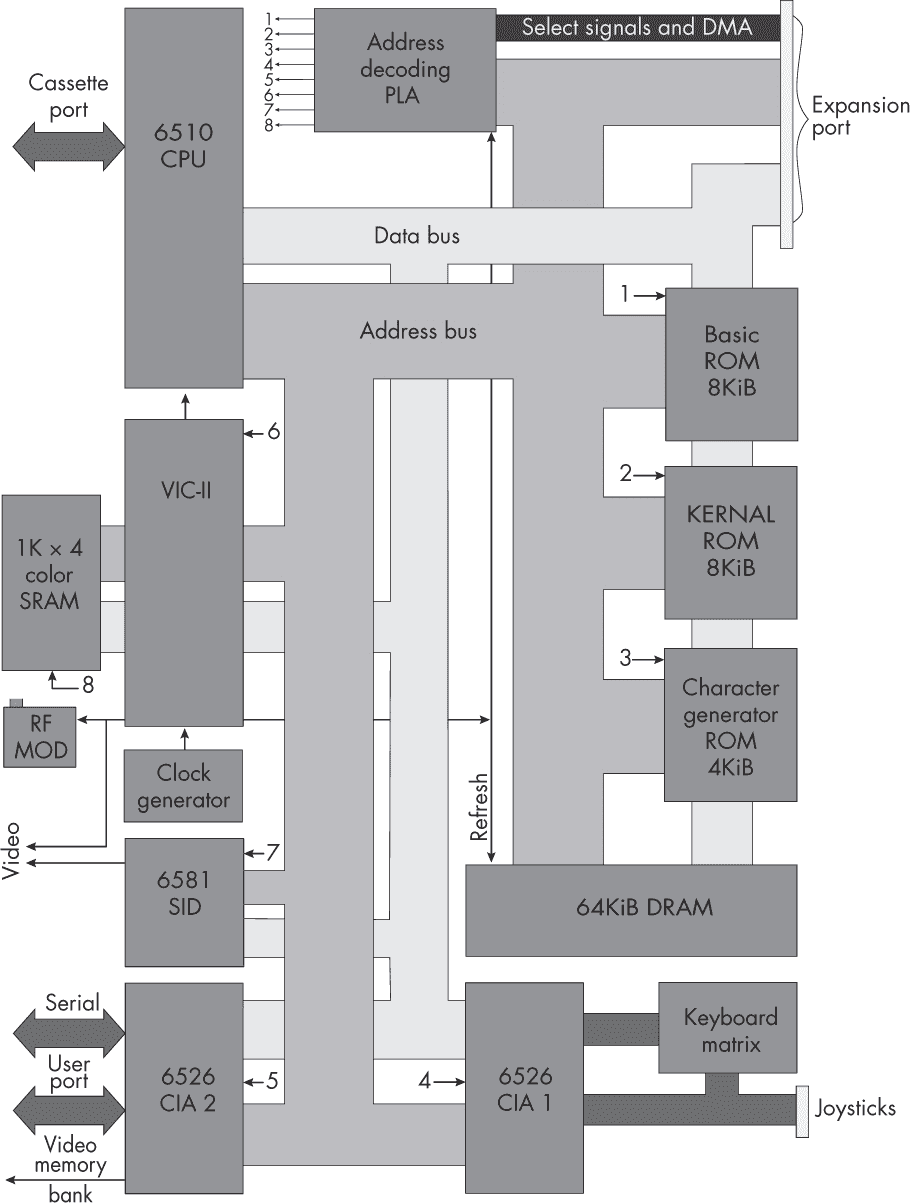 1
2
3
4
5
6
7
8
Address
decoding
PLA
Select signals and DMA
Expansion
port
Cassette
port
6510
CPU
Data bus
Address bus
1
Basic
ROM
8KiB
6
VIC-II
2
KERNAL
ROM
8KiB
1K × 4
color
SRAM
8
3
Character
generator
ROM
4KiB
RF
MOD
Clock
generator
Refresh
Video
7
6581
SID
64KiB DRAM
Serial
User
port
Video
memory
bank
6526
CIA 2
5
4
6526
CIA 1
Keyboard
matrix
Joysticks